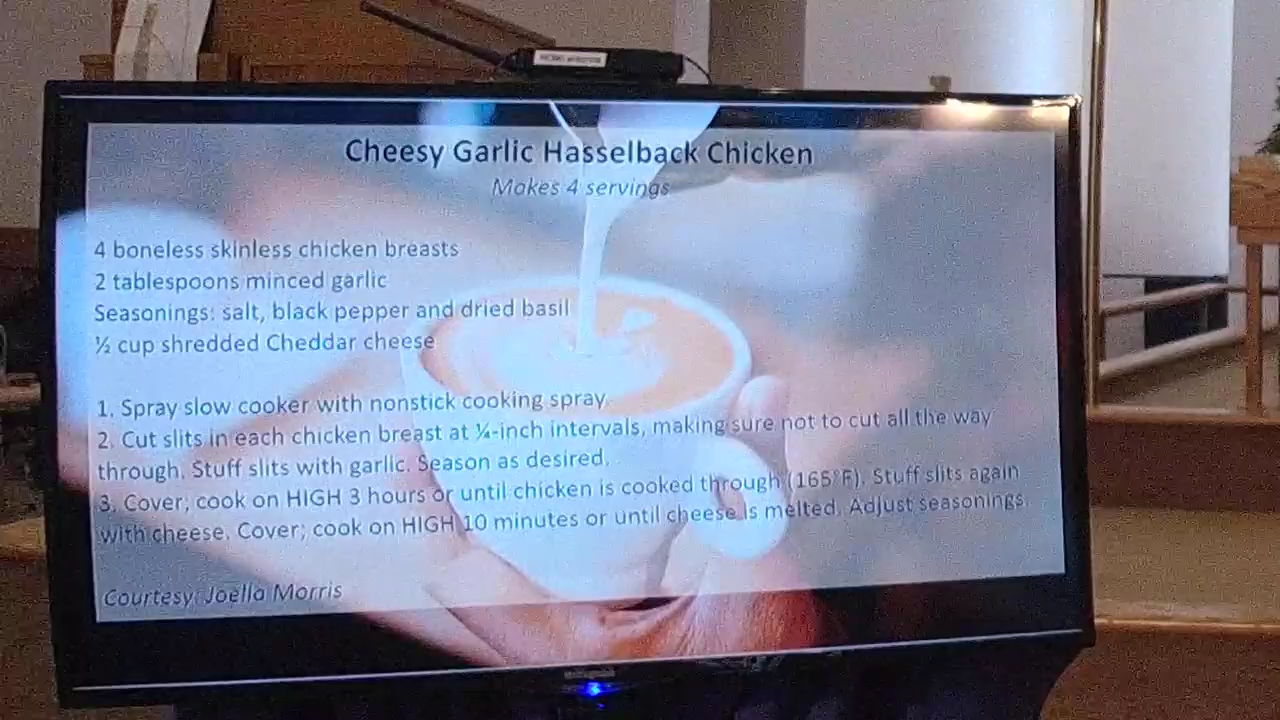 Cheesy Garlic Hasselback Chicken
Makes 4 servings
4 boneless skinless chicken breasts
2 tablespoons minced garlic
Seasonings: salt, black pepper and dried basil
½ cup shredded Cheddar cheese
1. Spray slow cooker with nonstick cooking spray.
2. Cut slits in each chicken breast at ¼-inch intervals, making sure not to cut all the way
through. Stuff slits with garlic. Season as desired.
3. Cover; cook on HIGH 3 hours or until chicken is cooked through (165°F). Stuff slits again
with cheese. Cover; cook on HIGH 10 minutes or until cheese is melted. Adjust seasonings.
Courtesy: Joella Morris